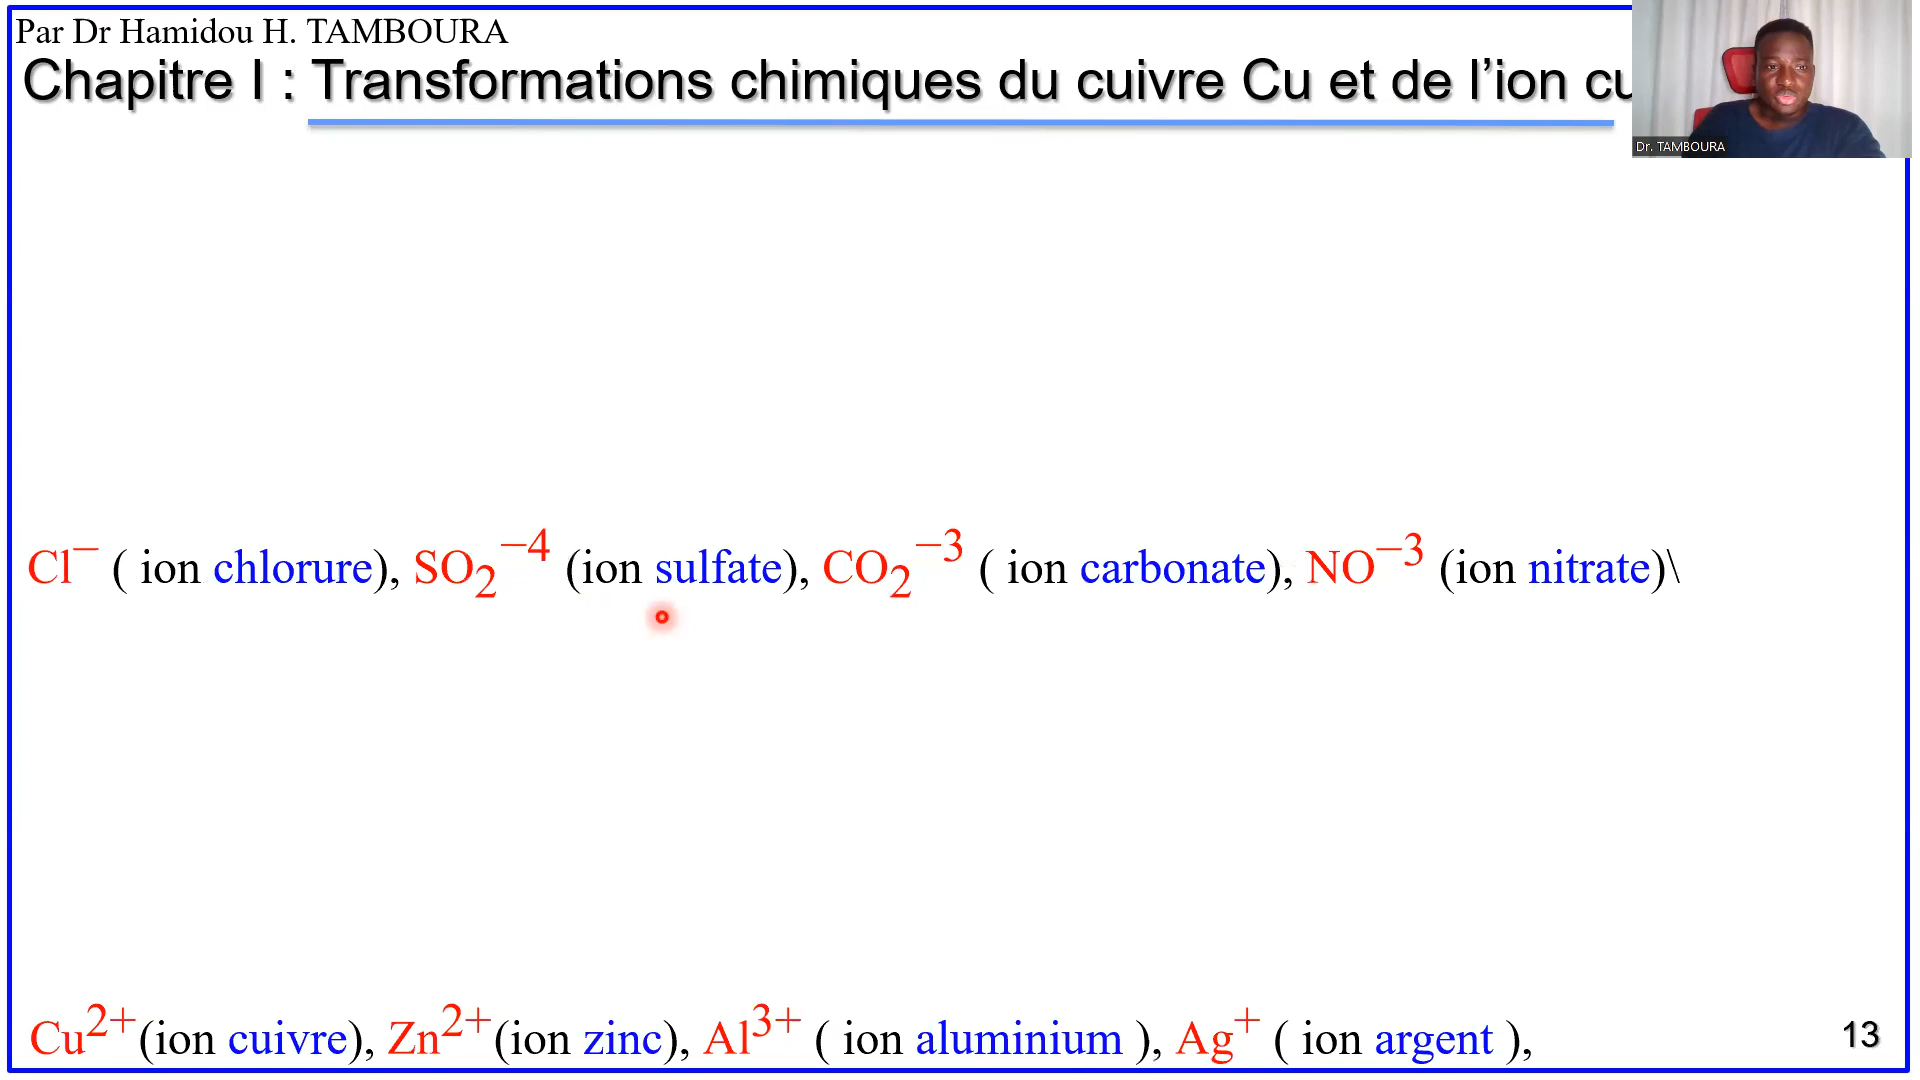 Par Dr Hamidou H. TAMBOURA
Chapitre I : Transformations chimiques du cuivre Cu et de l’ion cu
Dr. TAMBOURA
Cl⁻ ( ion chlorure), SO₂⁻⁴ (ion sulfate), CO₂⁻³ ( ion carbonate), NO⁻³ (ion nitrate)\
Cu²⁺(ion cuivre), Zn²⁺(ion zinc), Al³⁺ ( ion aluminium ), Ag⁺ ( ion argent ),
13